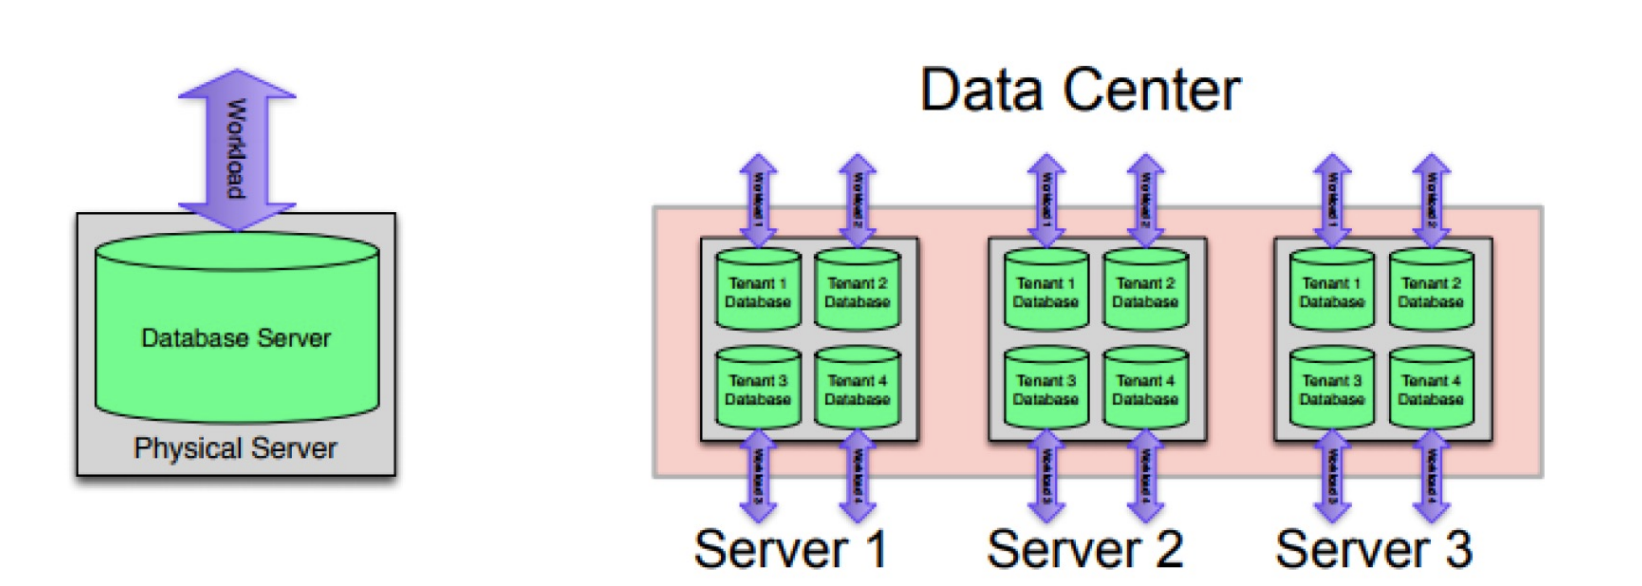 Workload
Database Server
Physical Server
Data Center
Workload 1
Workload 2
Workload 1
Workload 2
Workload 1
Workload 2
Tenant 1
Database
Tenant 2
Database
Tenant 1
Database
Tenant 2
Database
Tenant 1
Database
Tenant 2
Database
Tenant 3
Database
Tenant 4
Database
Tenant 3
Database
Tenant 4
Database
Tenant 3
Database
Tenant 4
Database
Workload 3
Workload 4
Workload 3
Workload 4
Workload 3
Workload 4
Server 1
Server 2
Server 3